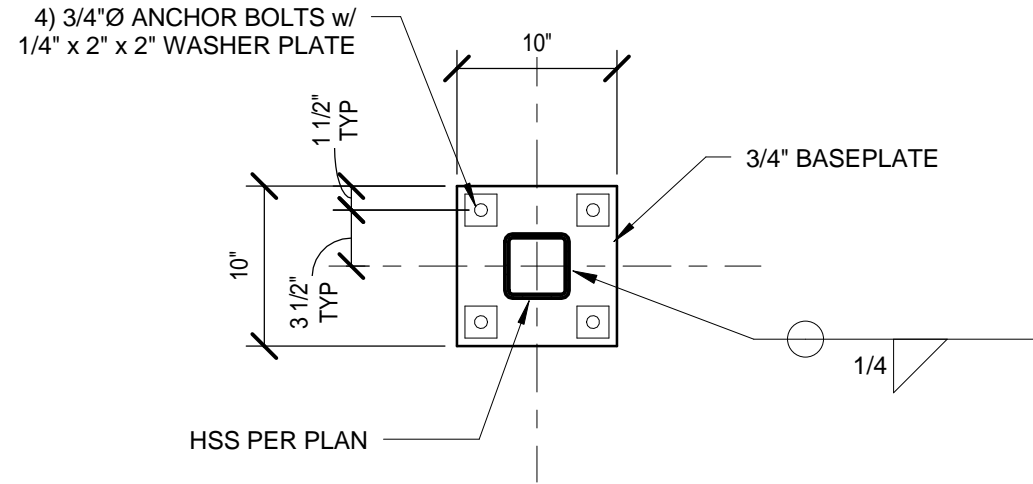 4) 3/4"Ø ANCHOR BOLTS w/
1/4" x 2" x 2" WASHER PLATE
10"
1 1/2"
TYP
3/4" BASEPLATE
10"
3 1/2"
TYP
1/4
HSS PER PLAN